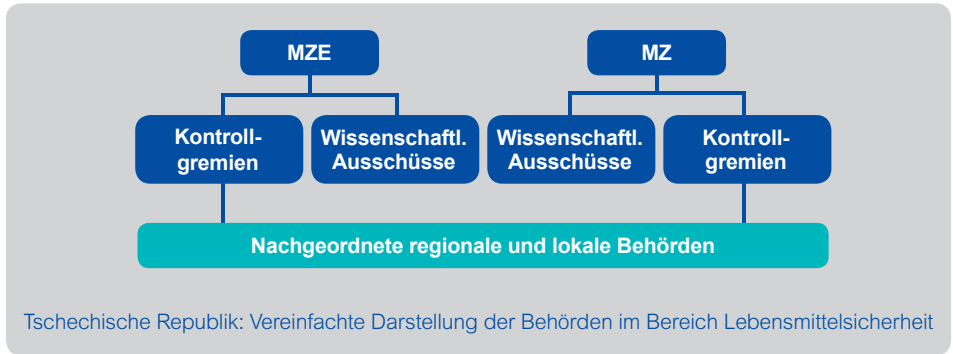 MZE
MZ
Kontroll-
gremien
Wissenschaftl.
Ausschüsse
Wissenschaftl.
Ausschüsse
Kontroll-
gremien
Nachgeordnete regionale und lokale Behörden
Tschechische Republik: Vereinfachte Darstellung der Behörden im Bereich Lebensmittelsicherheit